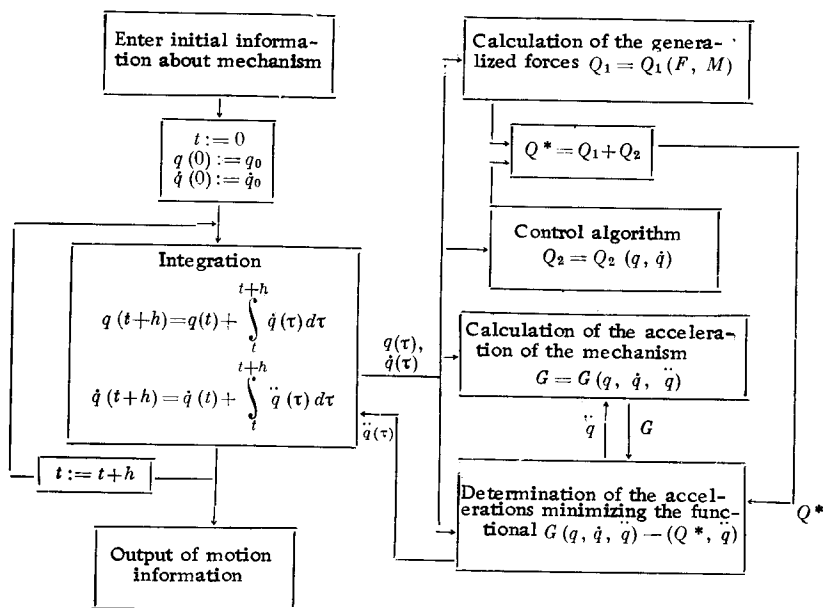 Enter initial informa-
tion about mechanism
t := 0
q (0) := q₀
q̇ (0) := q̇₀
Integration
q (t+h)=q(t)+ ∫ₜᵗ⁺ʰ q̇ (τ) dτ
q̇ (t+h)=q̇ (t)+ ∫ₜᵗ⁺ʰ q̈ (τ) dτ
t := t+h
Output of motion
information
q(τ),
q̇(τ)
q̈(τ)
Calculation of the genera-
lized forces Q₁ = Q₁ (F, M)
Q * = Q₁ + Q₂
Control algorithm
Q₂ = Q₂ (q, q̇)
Calculation of the accelera-
tion of the mechanism
G = G (q, q̇, q̈)
q̈
G
Determination of the accel-
erations minimizing the func-
tional G (q, q̇, q̈) — (Q *, q̈)
Q*